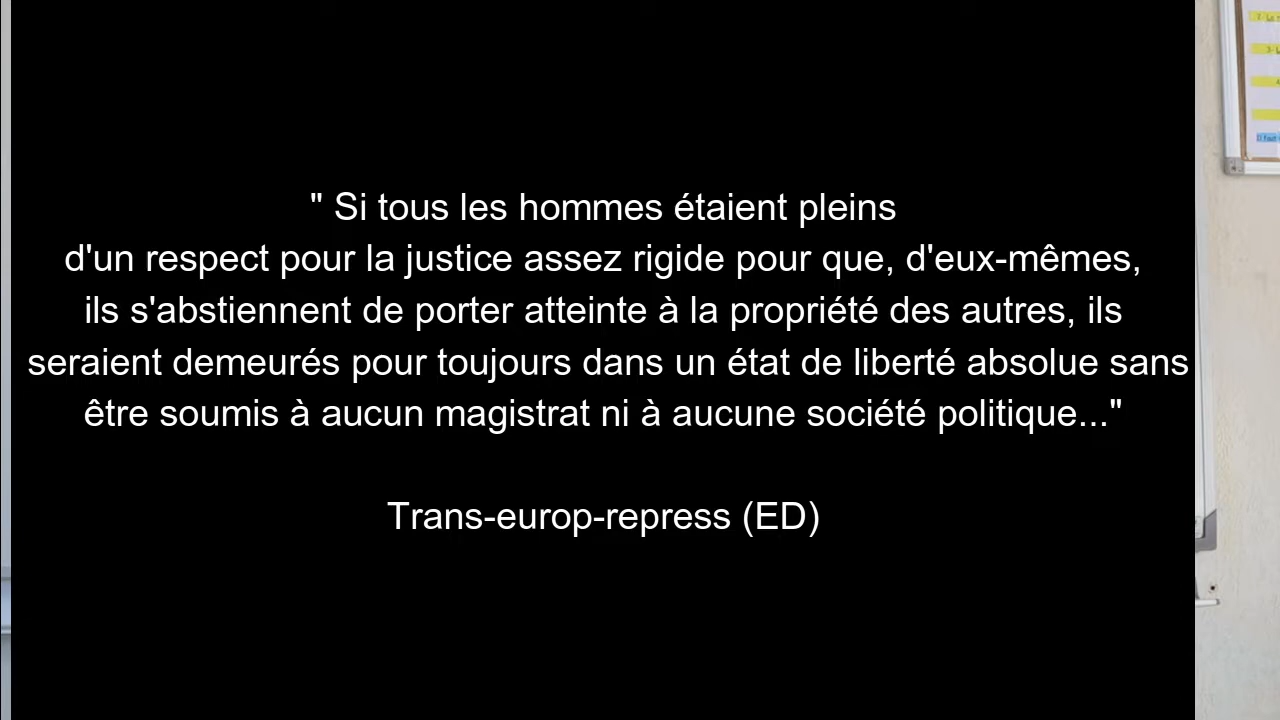 " Si tous les hommes étaient pleins
d'un respect pour la justice assez rigide pour que, d'eux-mêmes,
ils s'abstiennent de porter atteinte à la propriété des autres, ils
seraient demeurés pour toujours dans un état de liberté absolue sans
être soumis à aucun magistrat ni à aucune société politique..."
Trans-europ-repress (ED)